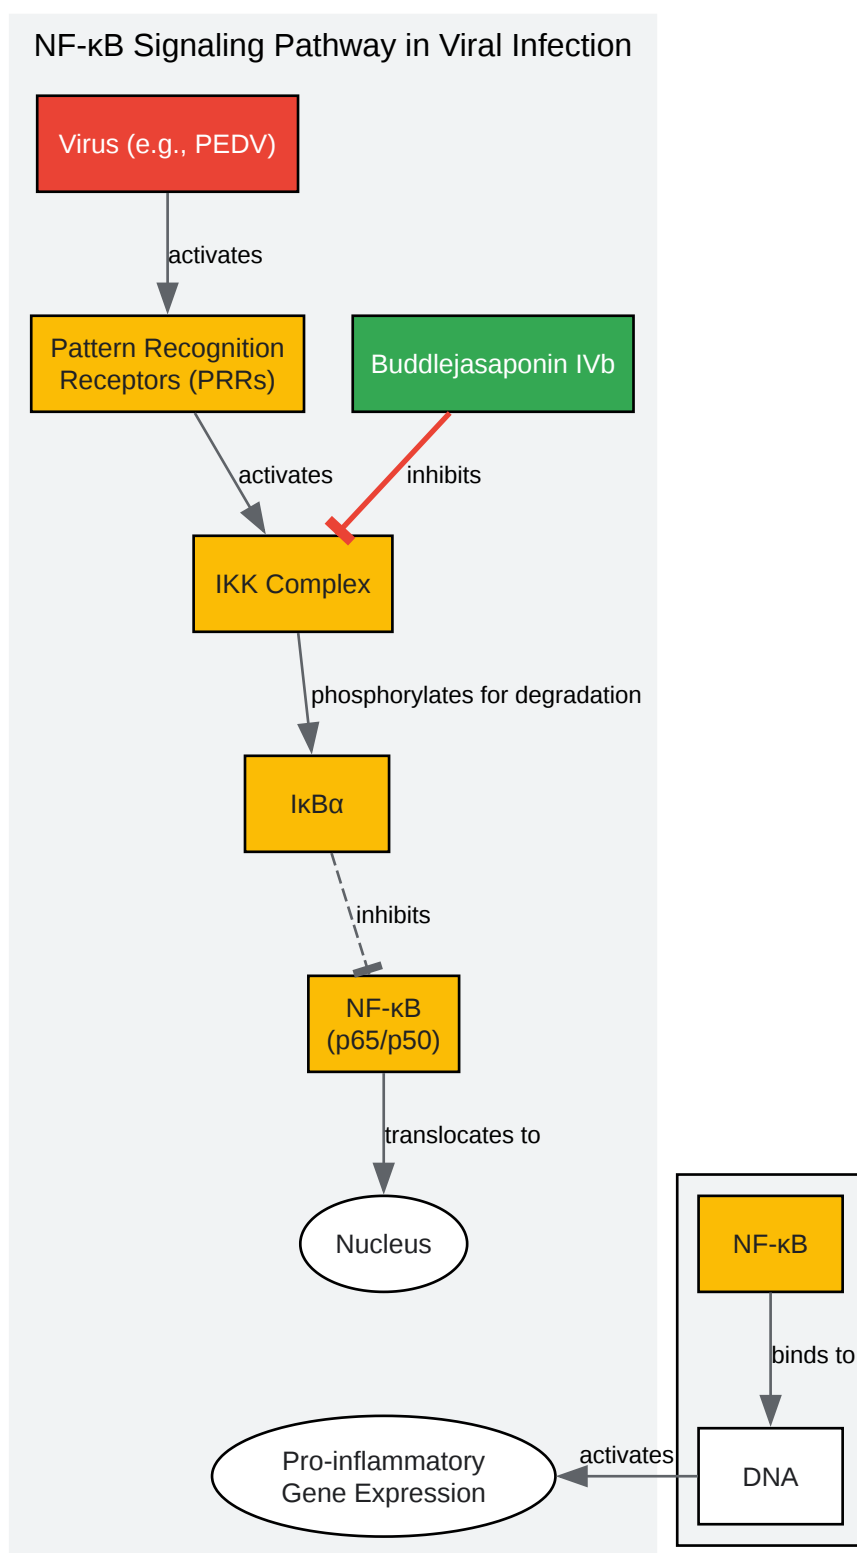 NF-κB Signaling Pathway in Viral Infection
Virus (e.g., PEDV)
activates
Pattern Recognition
Receptors (PRRs)
Buddlejasaponin IVb
activates
inhibits
IKK Complex
phosphorylates for degradation
IκBα
inhibits
NF-κB
(p65/p50)
translocates to
Nucleus
NF-κB
binds to
Pro-inflammatory
Gene Expression
activates
DNA